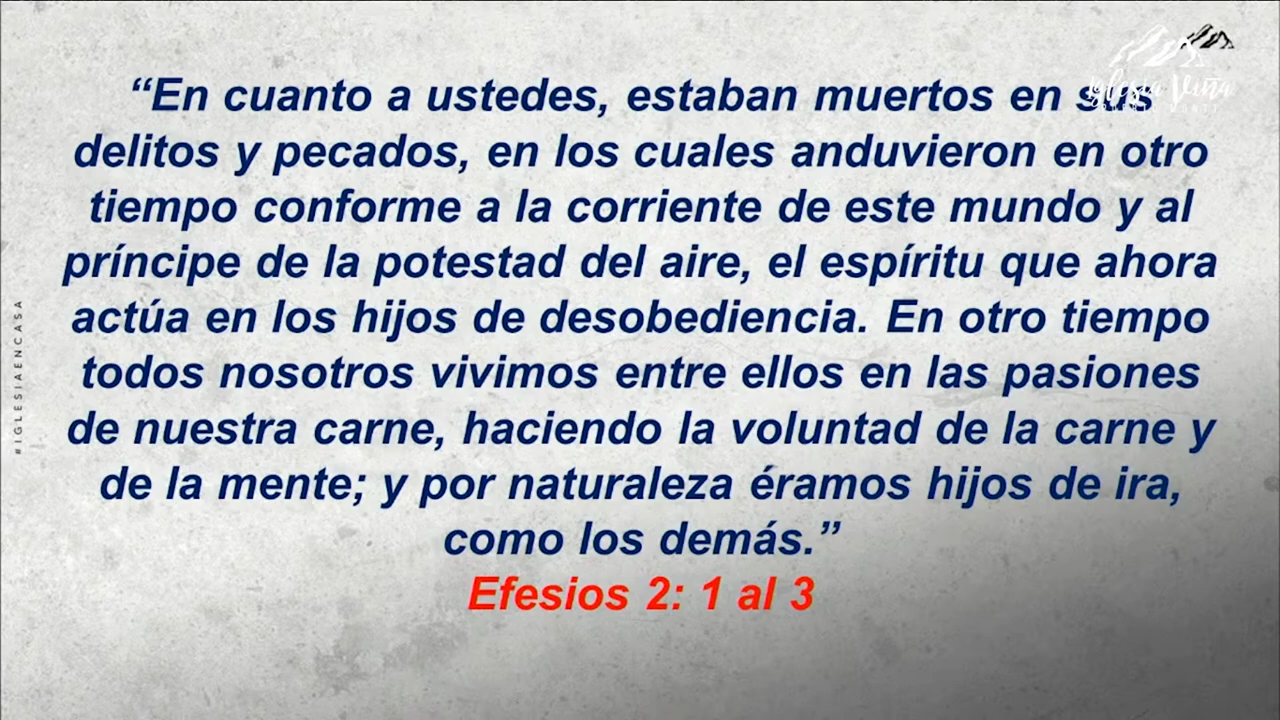 Iglesia Viña
“En cuanto a ustedes, estaban muertos en
delitos y pecados, en los cuales anduvieron en otro
tiempo conforme a la corriente de este mundo y al
príncipe de la potestad del aire, el espíritu que ahora
actúa en los hijos de desobediencia. En otro tiempo
todos nosotros vivimos entre ellos en las pasiones
de nuestra carne, haciendo la voluntad de la carne y
de la mente; y por naturaleza éramos hijos de ira,
como los demás.”
Efesios 2: 1 al 3
#IGLESIAENCASA